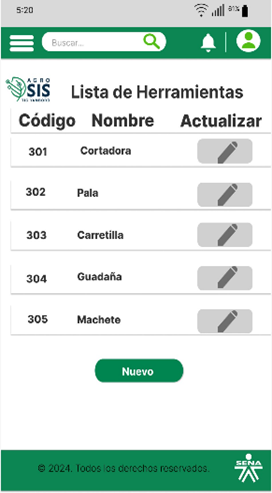 5:20
61%
Buscar...
AGRO
SIS
Lista de Herramientas
Código Nombre Actualizar
301 Cortadora
302 Pala
303 Carretilla
304 Guadaña
305 Machete
Nuevo
© 2024. Todos los derechos reservados.
SENA